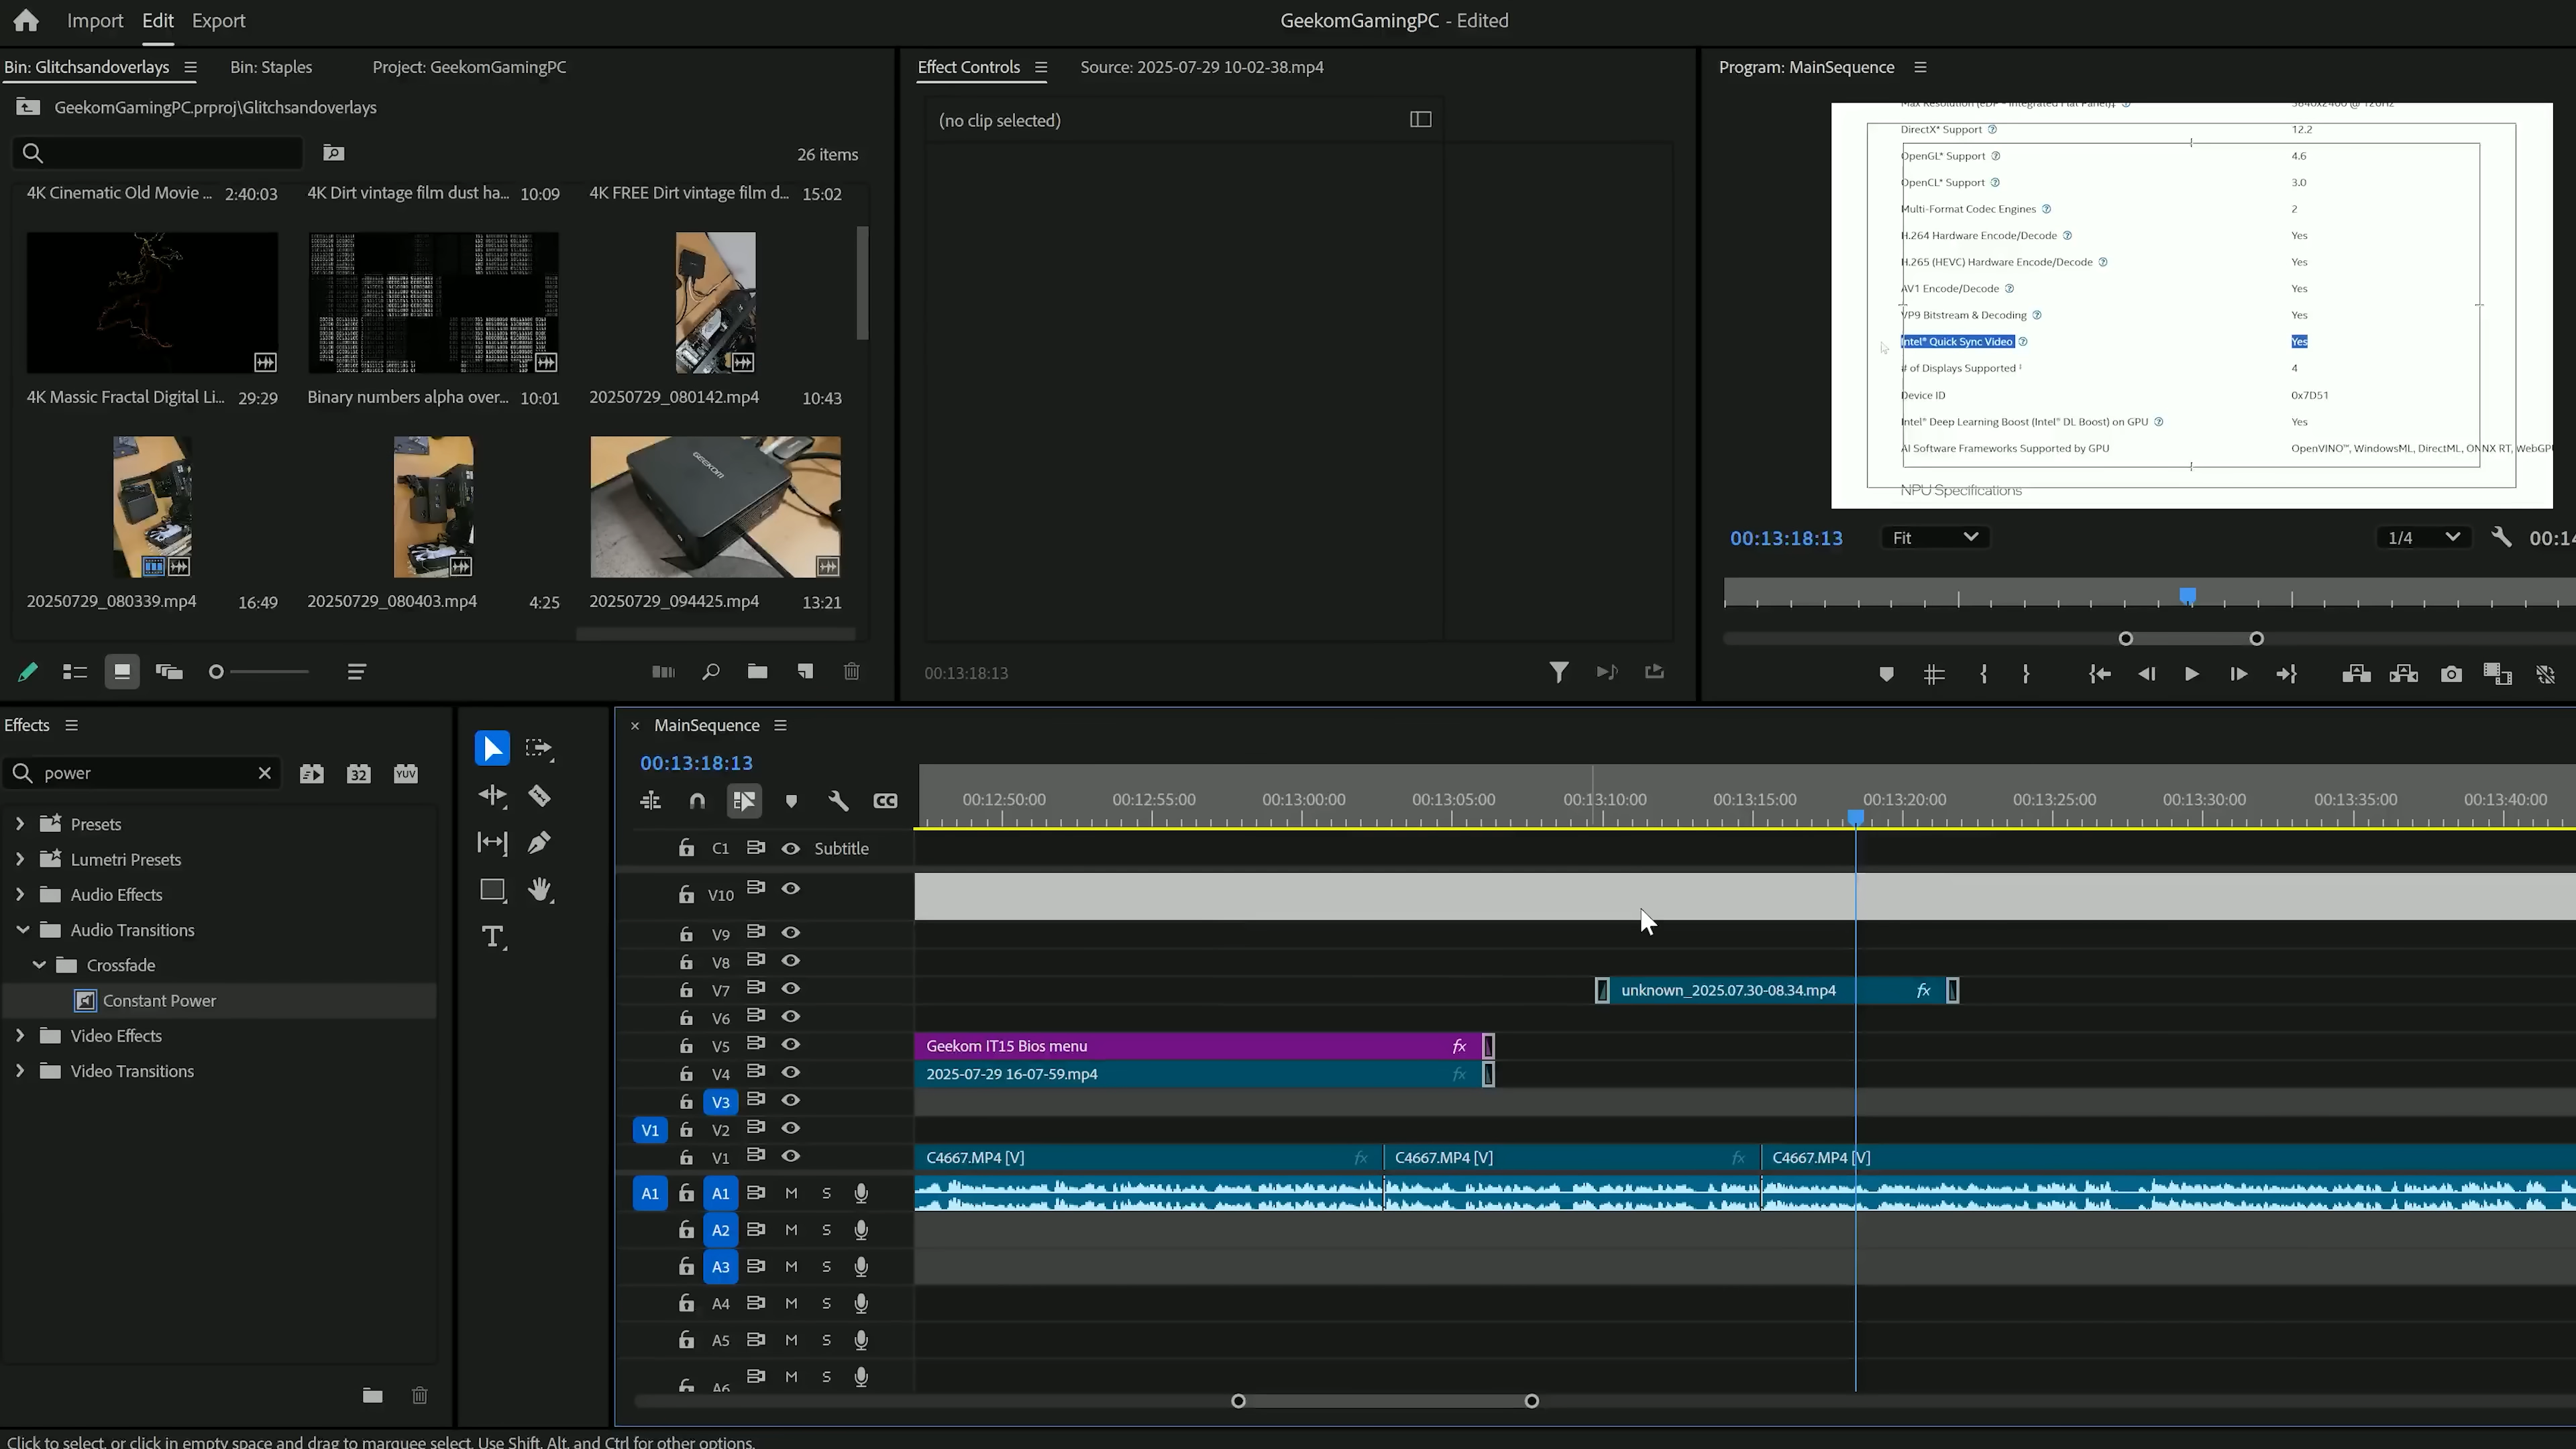 Import Edit Export
GeekomGamingPC - Edited
Bin: Glitchsandoverlays
Bin: Staples
Project: GeekomGamingPC
GeekomGamingPC.prproj\Glitchsandoverlays
26 items
4K Cinematic Old Movie ... 2:40:03
4K Dirt vintage film dust ha... 10:09
4K FREE Dirt vintage film d... 15:02
4K Massic Fractal Digital Li... 29:29
Binary numbers alpha over... 10:01
20250729_080142.mp4 10:43
GEEKOM
20250729_080339.mp4 16:49
20250729_080403.mp4 4:25
20250729_094425.mp4 13:21
Effect Controls
Source: 2025-07-29 10-02-38.mp4
(no clip selected)
00:13:18:13
Program: MainSequence
Max Resolution (eDP - Integrated Flat Panel)‡ 3840x2400 @ 120Hz
DirectX* Support 12.2
OpenGL* Support 4.6
OpenCL* Support 3.0
Multi-Format Codec Engines 2
H.264 Hardware Encode/Decode Yes
H.265 (HEVC) Hardware Encode/Decode Yes
AV1 Encode/Decode Yes
VP9 Bitstream & Decoding Yes
Intel® Quick Sync Video Yes
# of Displays Supported ‡ 4
Device ID 0x7D51
Intel® Deep Learning Boost (Intel® DL Boost) on GPU Yes
AI Software Frameworks Supported by GPU OpenVINO™, WindowsML, DirectML, ONNX RT,
NPU Specifications
00:13:18:13 Fit 1/4 00:14
Effects
power
32
YUV
Presets
Lumetri Presets
Audio Effects
Audio Transitions
Crossfade
Constant Power
Video Effects
Video Transitions
T
× MainSequence
00:13:18:13
CC
00:12:50:00 00:12:55:00 00:13:00:00 00:13:05:00 00:13:10:00 00:13:15:00 00:13:20:00 00:13:25:00 00:13:30:00 00:13:35:00 00:13:40:00
C1 Subtitle
V10
V9
V8
V7 unknown_2025.07.30-08.34.mp4 fx
V6
V5 Geekom IT15 Bios menu fx
V4 2025-07-29 16-07-59.mp4 fx
V3
V1 V2
V1 C4667.MP4 [V] fx C4667.MP4 [V] fx C4667.MP4 [V]
A1 A1 M S
A2 M S
A3 M S
A4 M S
A5 M S
A6 M S
Click to select, or click in empty space and drag to marquee select. Use Shift, Alt, and Ctrl for other options.